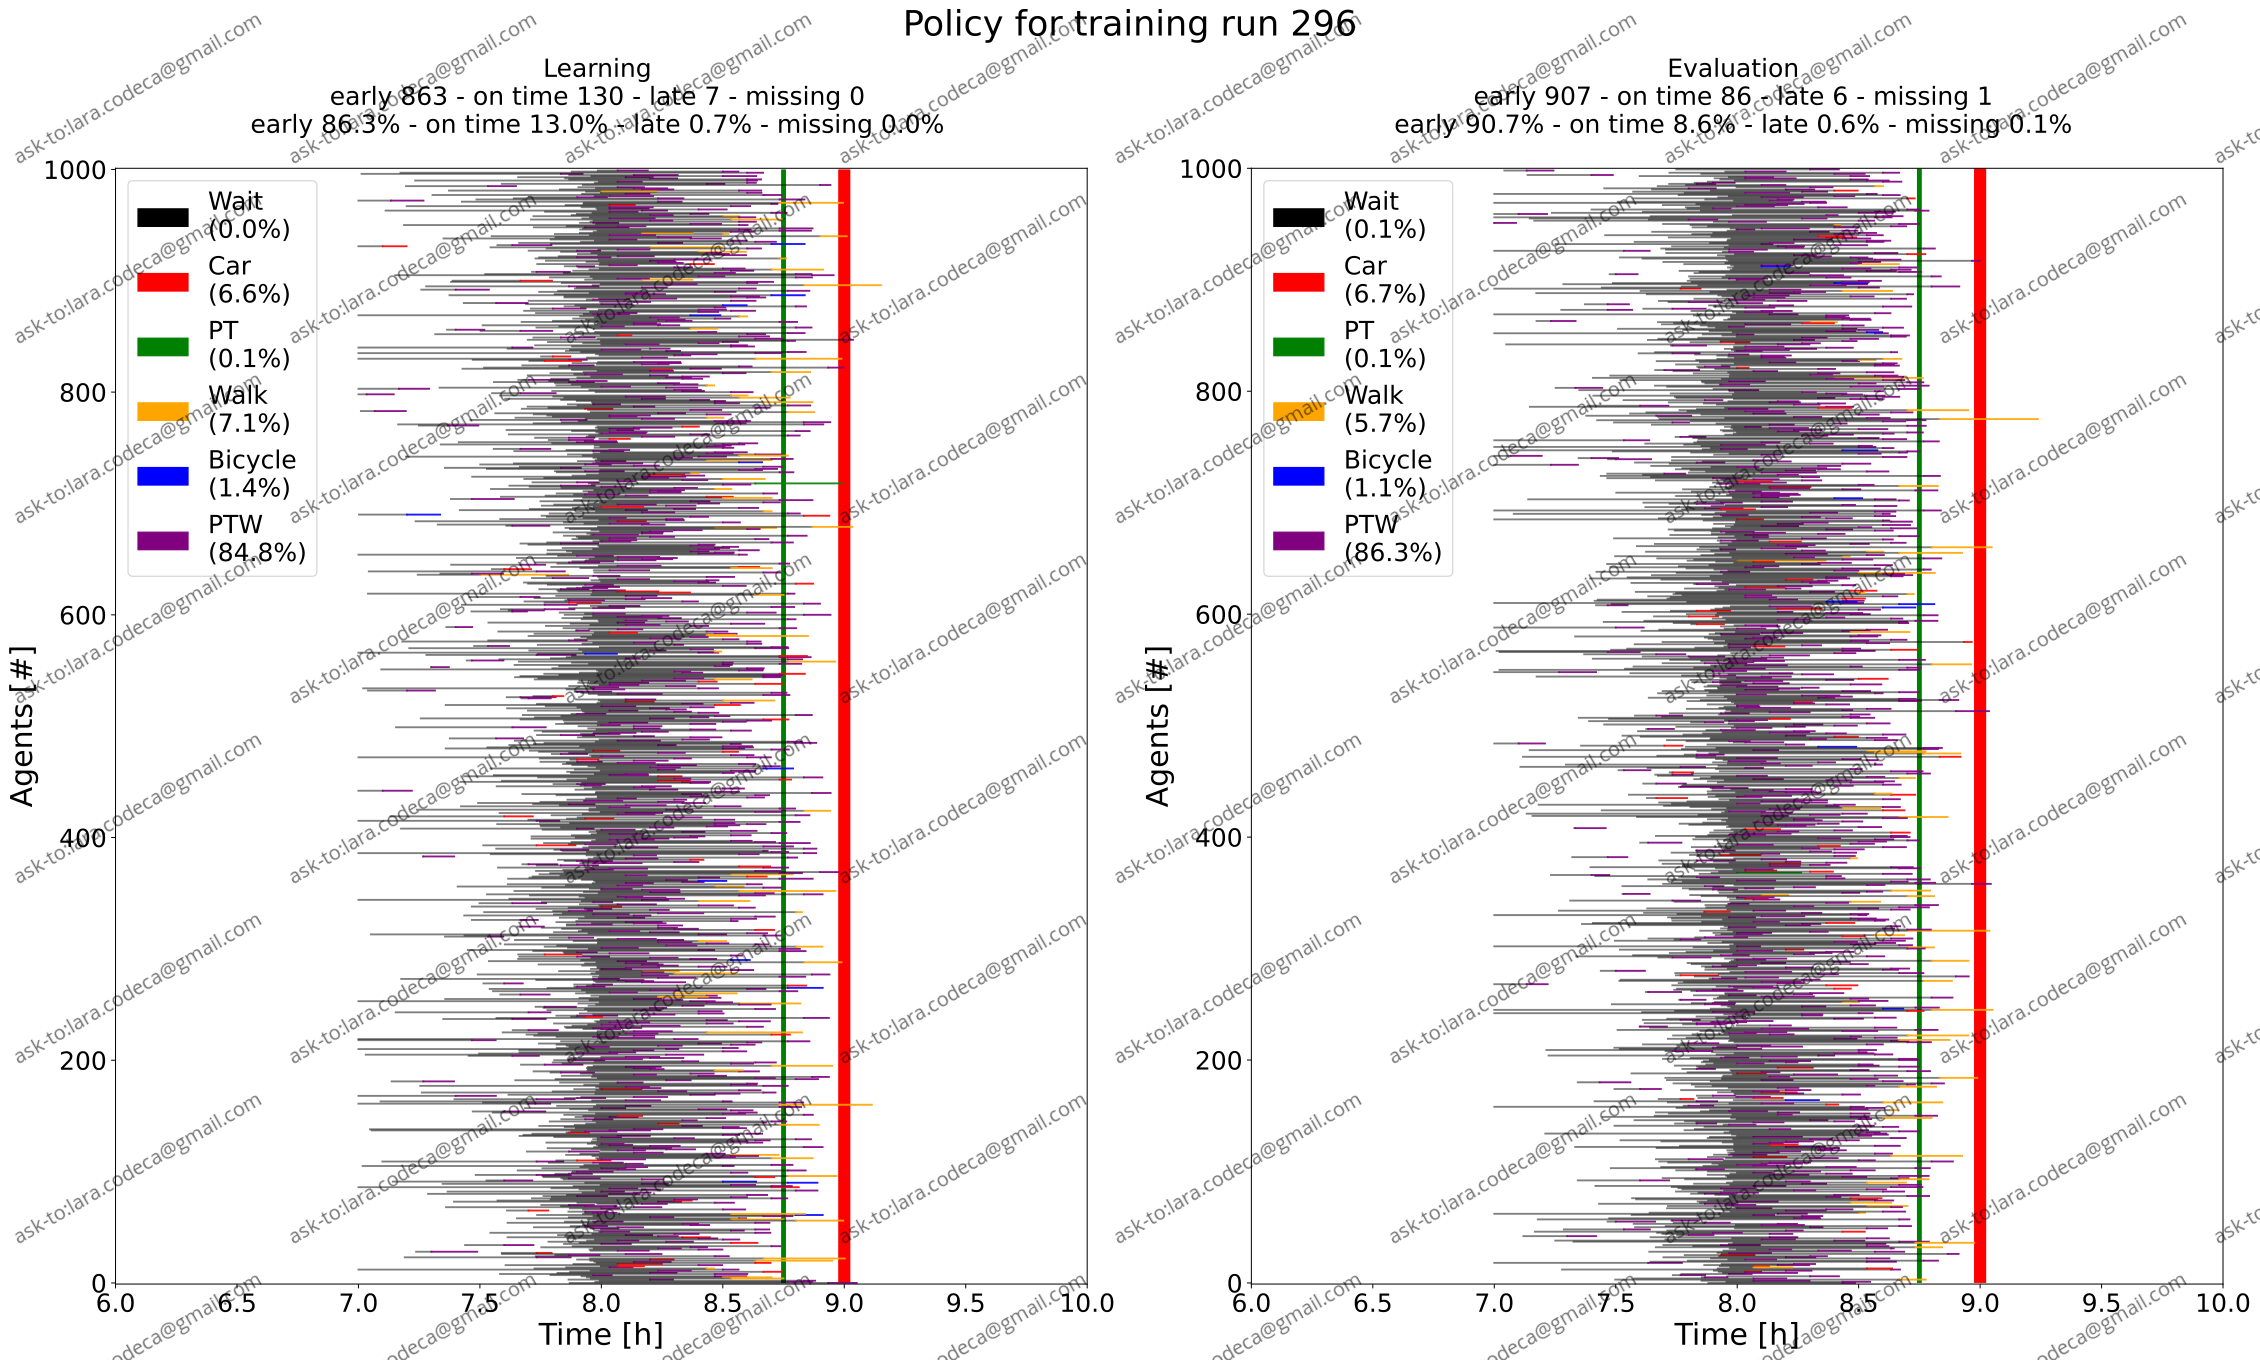 Policy for training run 296
Learning
early 863 - on time 130 - late 7 - missing 0
early 86.3% - on time 13.0% - late 0.7% - missing 0.0%
1000
800
600
400
200
0
Agents [#]
Wait
(0.0%)
Car
(6.6%)
PT
(0.1%)
Walk
(7.1%)
Bicycle
(1.4%)
PTW
(84.8%)
6.0 6.5 7.0 7.5 8.0 8.5 9.0 9.5 10.0
Time [h]
Evaluation
early 907 - on time 86 - late 6 - missing 1
early 90.7% - on time 8.6% - late 0.6% - missing 0.1%
1000
800
600
400
200
0
Agents [#]
Wait
(0.1%)
Car
(6.7%)
PT
(0.1%)
Walk
(5.7%)
Bicycle
(1.1%)
PTW
(86.3%)
6.0 6.5 7.0 7.5 8.0 8.5 9.0 9.5 10.0
Time [h]
ask-to:lara.codeca@gmail.com